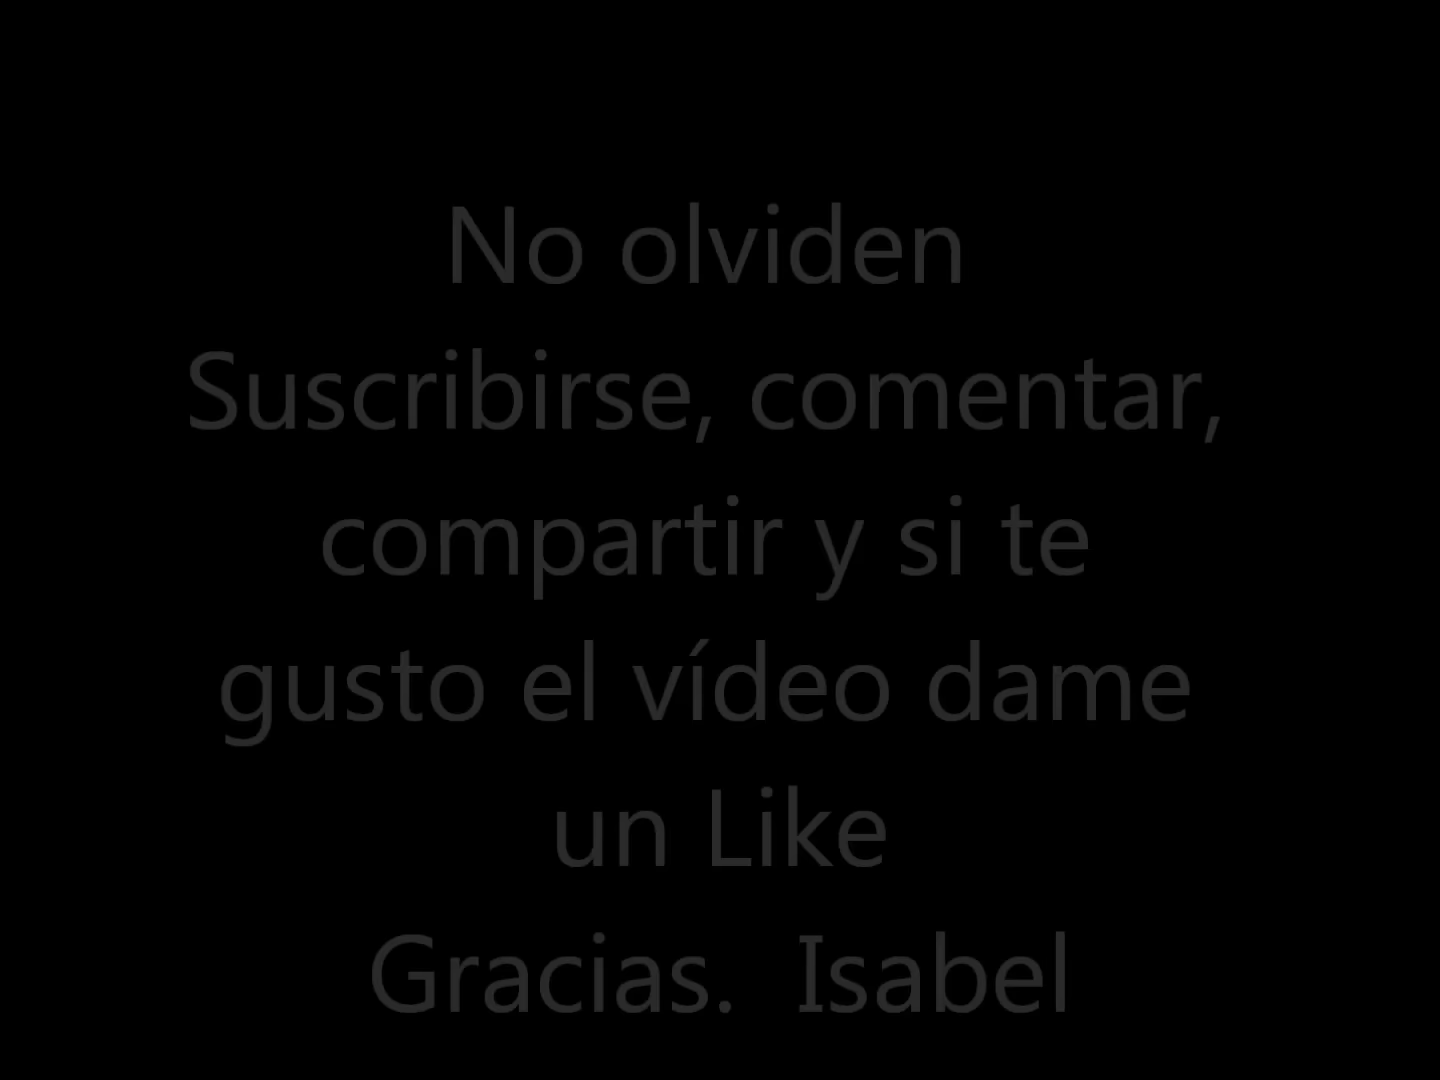 No olviden
Suscribirse, comentar,
compartir y si te
gusto el vídeo dame
un Like
Gracias.  Isabel